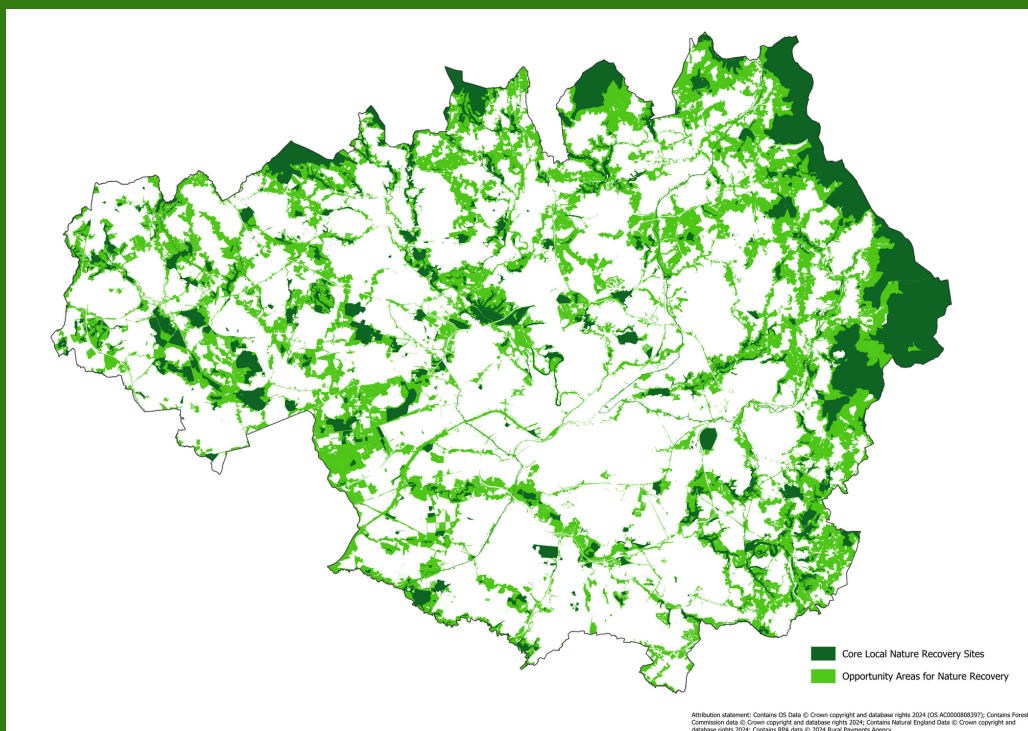 Core Local Nature Recovery Sites
Opportunity Areas for Nature Recovery
Attribution statement: Contains OS Data © Crown copyright and database rights 2024 (OS AC0000808397); Contains Forest
Commission data © Crown copyright and database rights 2024; Contains Natural England Data © Crown copyright and
database rights 2024; Contains RPA data © 2024 Rural Payments Agency